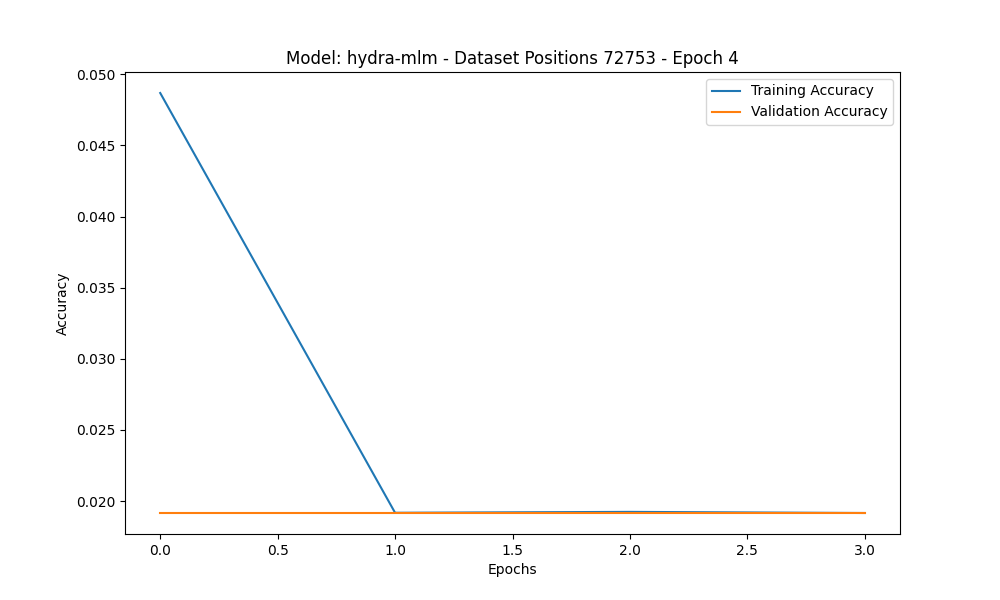 Model: hydra-mlm - Dataset Positions 72753 - Epoch 4
Training Accuracy
Validation Accuracy
Accuracy
0.050
0.045
0.040
0.035
0.030
0.025
0.020
0.0 0.5 1.0 1.5 2.0 2.5 3.0
Epochs